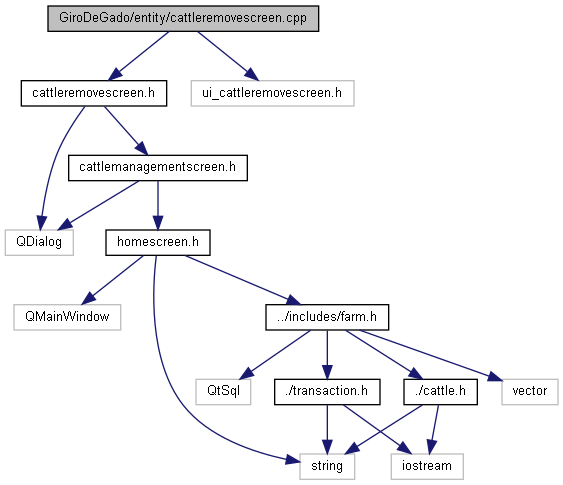 GiroDeGado/entity/cattleremovescreen.cpp
cattleremovescreen.h
ui_cattleremovescreen.h
cattlemanagementscreen.h
QDialog
homescreen.h
QMainWindow
../includes/farm.h
QtSql
./transaction.h
./cattle.h
vector
string
iostream